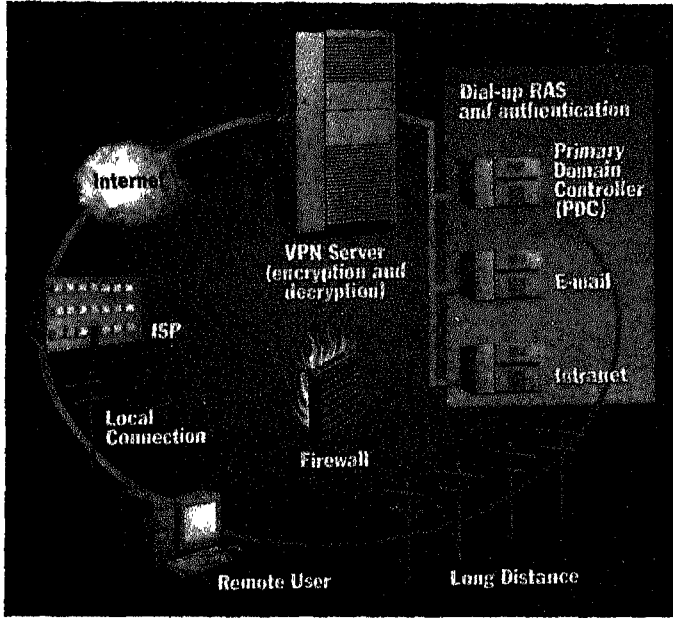 Dial-up RAS
and authentication
Primary
Domain
Controller
(PDC)
Internet
VPN Server
(encryption and
decryption)
E-mail
ISP
Intranet
Local
Connection
Firewall
Remote User
Long Distance